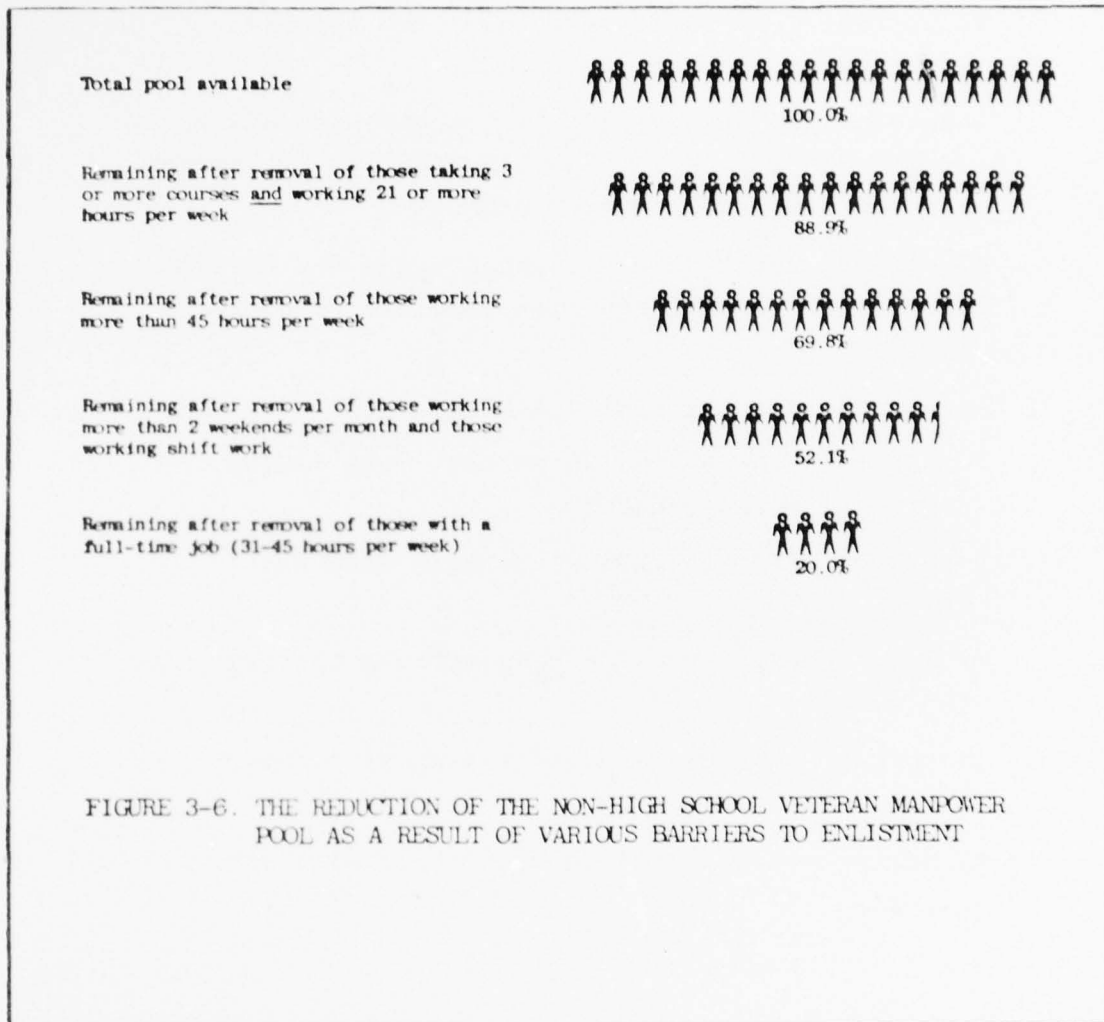 Total pool available
100.0%
Remaining after removal of those taking 3
or more courses and working 21 or more
hours per week
88.9%
Remaining after removal of those working
more than 45 hours per week
69.8%
Remaining after removal of those working
more than 2 weekends per month and those
working shift work
52.1%
Remaining after removal of those with a
full-time job (31-45 hours per week)
20.0%
FIGURE 3-6. THE REDUCTION OF THE NON-HIGH SCHOOL VETERAN MANPOWER
POOL AS A RESULT OF VARIOUS BARRIERS TO ENLISTMENT